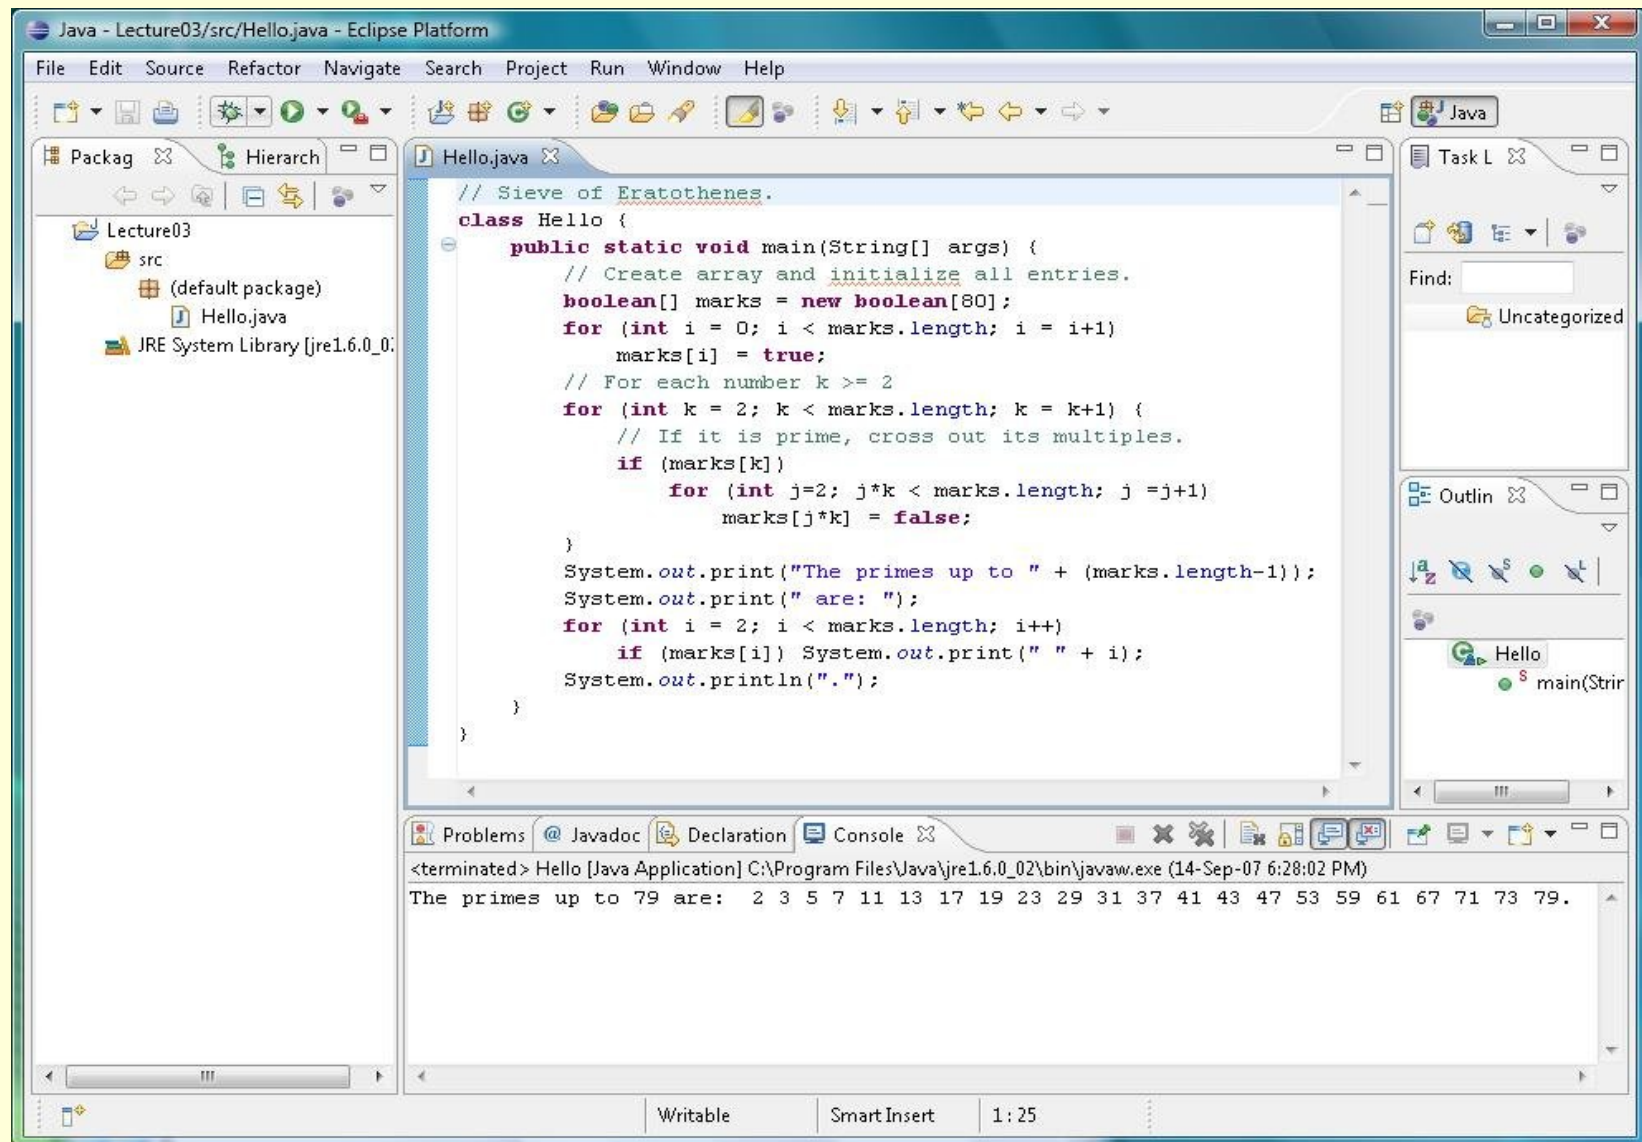 Java - Lecture03/src/Hello.java - Eclipse Platform
File Edit Source Refactor Navigate Search Project Run Window Help
Java
Packag
Hierarch
Lecture03
src
(default package)
Hello.java
JRE System Library [jre1.6.0_0
Hello.java
// Sieve of Eratothenes.
class Hello {
public static void main(String[] args) {
// Create array and initialize all entries.
boolean[] marks = new boolean[80];
for (int i = 0; i < marks.length; i = i+1)
marks[i] = true;
// For each number k >= 2
for (int k = 2; k < marks.length; k = k+1) {
// If it is prime, cross out its multiples.
if (marks[k])
for (int j=2; j*k < marks.length; j =j+1)
marks[j*k] = false;
}
System.out.print("The primes up to " + (marks.length-1));
System.out.print(" are: ");
for (int i = 2; i < marks.length; i++)
if (marks[i]) System.out.print(" " + i);
System.out.println(".");
}
}
Task L
Find:
Uncategorized
Outlin
Hello
main(Strin
Problems @ Javadoc Declaration Console
<terminated> Hello [Java Application] C:\Program Files\Java\jre1.6.0_02\bin\javaw.exe (14-Sep-07 6:28:02 PM)
The primes up to 79 are:  2 3 5 7 11 13 17 19 23 29 31 37 41 43 47 53 59 61 67 71 73 79.
Writable
Smart Insert
1 : 25